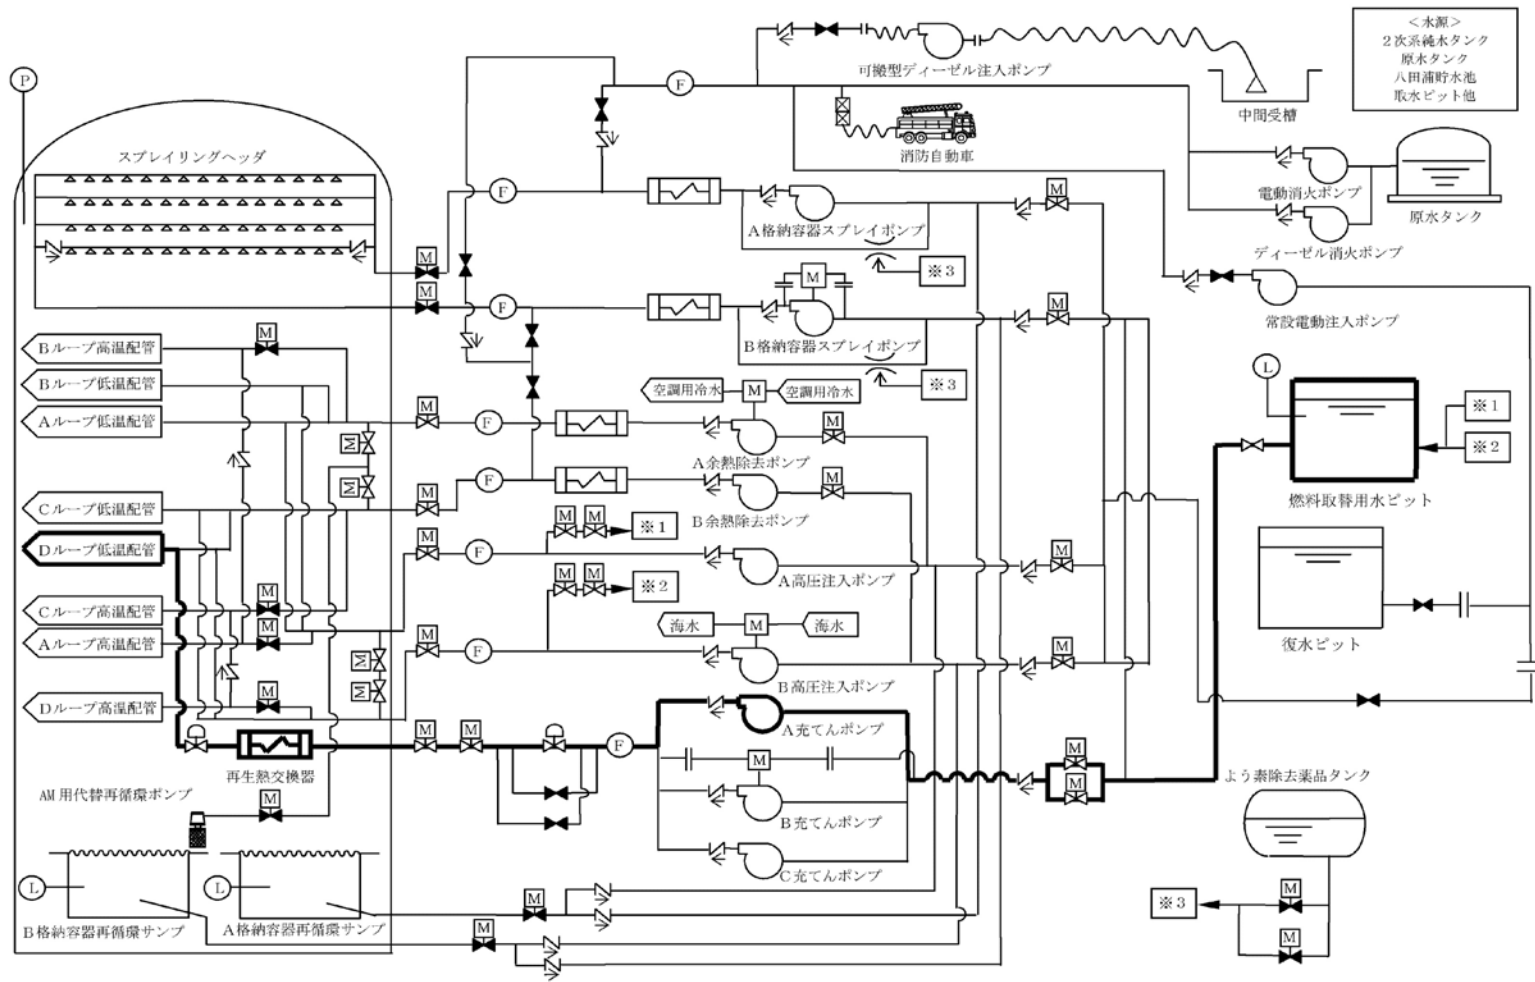 ＜水源＞
２次系純水タンク
原水タンク
八田浦貯水池
取水ピット他
P
可搬型ディーゼル注入ポンプ
F
中間受槽
消防自動車
スプレイリングヘッダ
電動消火ポンプ
原水タンク
F
M
A格納容器スプレイポンプ
ディーゼル消火ポンプ
M
※３
M
F
M
M
常設電動注入ポンプ
B格納容器スプレイポンプ
M
Bループ高温配管
L
※３
Bループ低温配管
空調用冷水
M
空調用冷水
※１
Aループ低温配管
M
F
M
M
※２
A余熱除去ポンプ
燃料取替用水ピット
F
M
M
Cループ低温配管
M
B余熱除去ポンプ
M
M
※１
Dループ低温配管
M
F
M
A高圧注入ポンプ
M
M
※２
Cループ高温配管
M
海水
M
海水
Aループ高温配管
M
M
F
M
復水ピット
M
B高圧注入ポンプ
M
Dループ高温配管
M
M
M
F
A充てんポンプ
M
M
再生熱交換器
M
よう素除去薬品タンク
AM用代替再循環ポンプ
M
B充てんポンプ
C充てんポンプ
L
L
M
M
※３
B格納容器再循環サンプ
A格納容器再循環サンプ
M
M